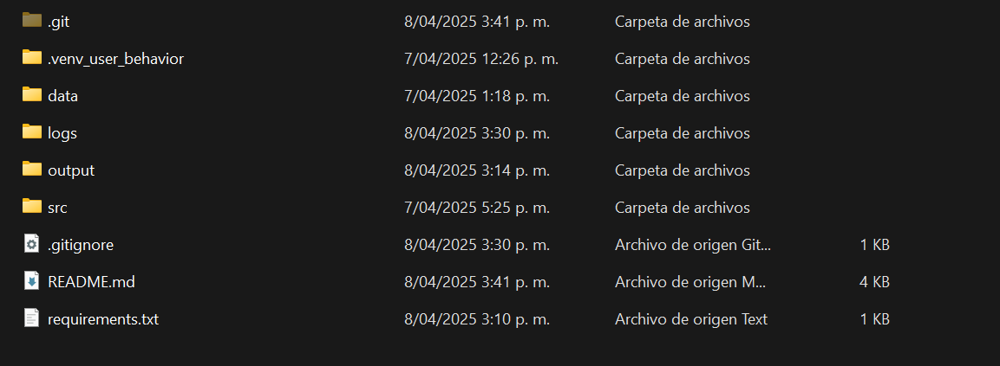 .git 8/04/2025 3:41 p. m. Carpeta de archivos
.venv_user_behavior 7/04/2025 12:26 p. m. Carpeta de archivos
data 7/04/2025 1:18 p. m. Carpeta de archivos
logs 8/04/2025 3:30 p. m. Carpeta de archivos
output 8/04/2025 3:14 p. m. Carpeta de archivos
src 7/04/2025 5:25 p. m. Carpeta de archivos
.gitignore 8/04/2025 3:30 p. m. Archivo de origen Git... 1 KB
README.md 8/04/2025 3:41 p. m. Archivo de origen M... 4 KB
requirements.txt 8/04/2025 3:10 p. m. Archivo de origen Text 1 KB